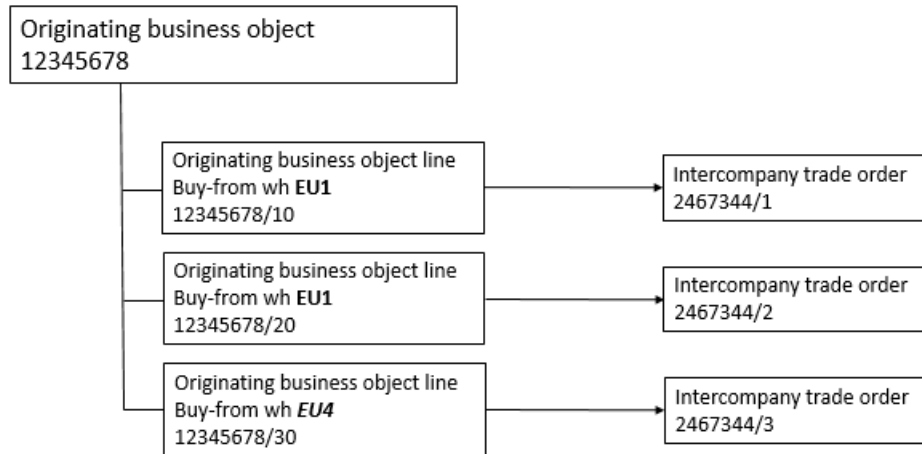 Originating business object
12345678
Originating business object line
Buy-from wh EU1
12345678/10
Intercompany trade order
2467344/1
Originating business object line
Buy-from wh EU1
12345678/20
Intercompany trade order
2467344/2
Originating business object line
Buy-from wh EU4
12345678/30
Intercompany trade order
2467344/3